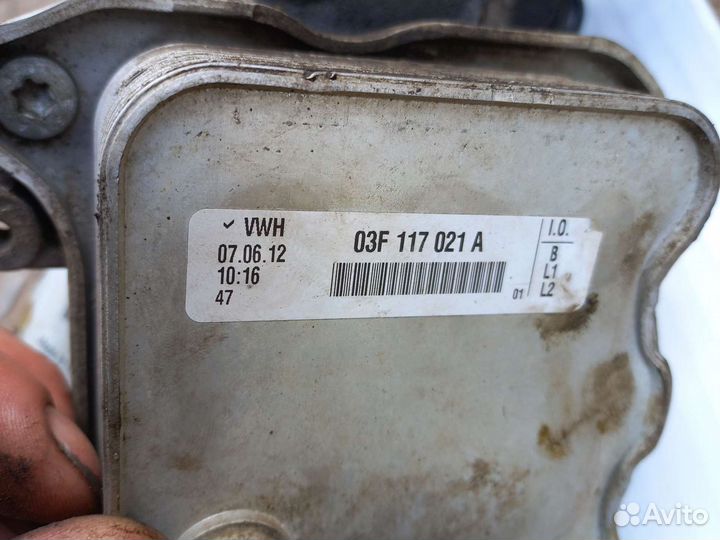 ✓ VWH
07.06.12
10:16
47
03F 117 021 A
01
I.O.
B
L1
L2
Avito